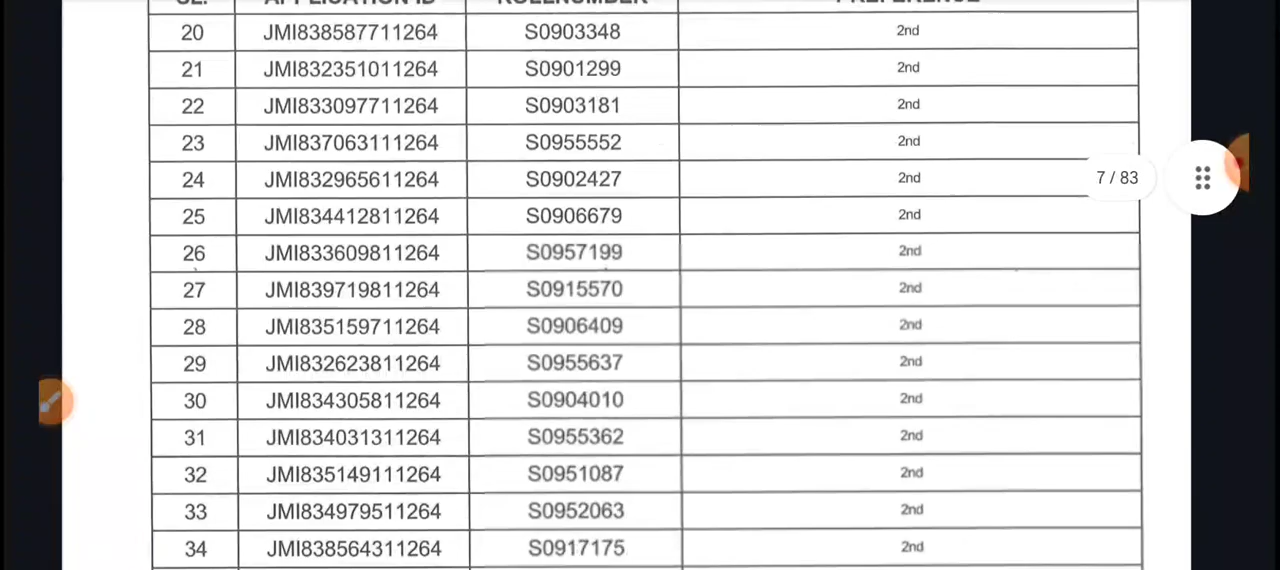 SL. APPLICATION ID ROLLNUMBER PREFERENCE
20 JMI838587711264 S0903348 2nd
21 JMI832351011264 S0901299 2nd
22 JMI833097711264 S0903181 2nd
23 JMI837063111264 S0955552 2nd
24 JMI832965611264 S0902427 2nd
7 / 83
25 JMI834412811264 S0906679 2nd
26 JMI833609811264 S0957199 2nd
27 JMI839719811264 S0915570 2nd
28 JMI835159711264 S0906409 2nd
29 JMI832623811264 S0955637 2nd
30 JMI834305811264 S0904010 2nd
31 JMI834031311264 S0955362 2nd
32 JMI835149111264 S0951087 2nd
33 JMI834979511264 S0952063 2nd
34 JMI838564311264 S0917175 2nd